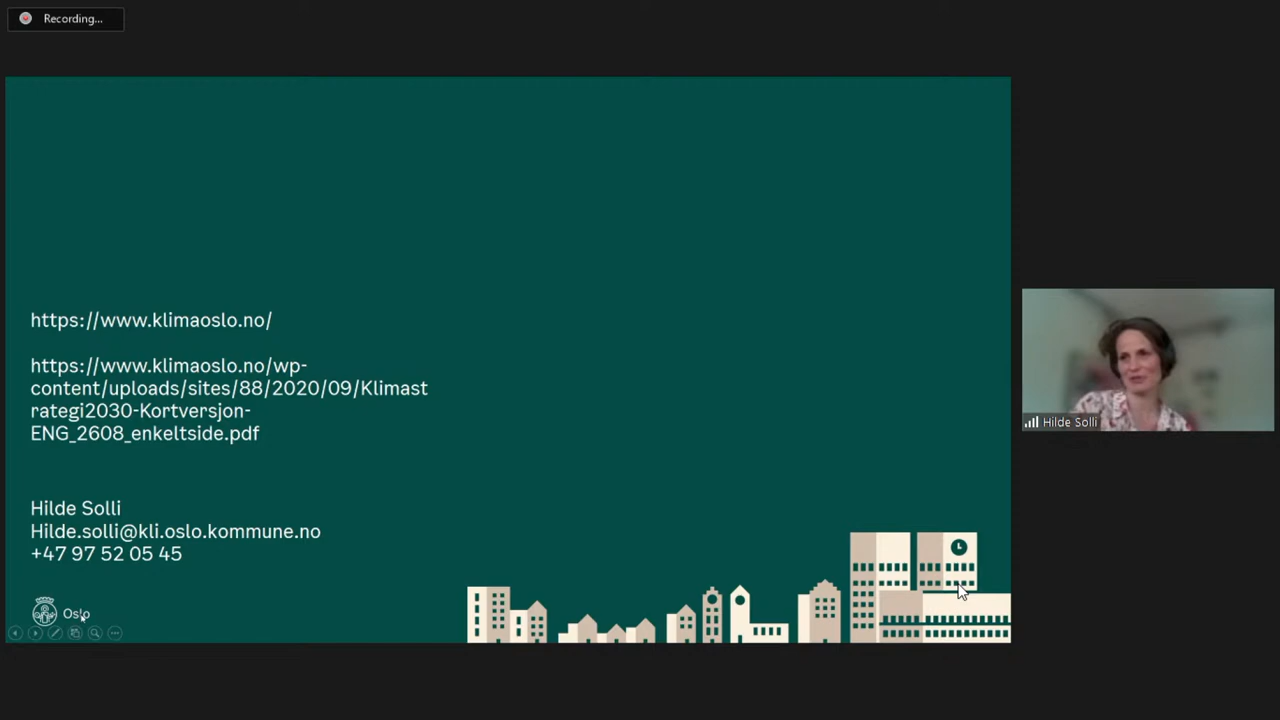 Recording...
https://www.klimaoslo.no/
https://www.klimaoslo.no/wp-
content/uploads/sites/88/2020/09/Klimast
rategi2030-Kortversjon-
ENG_2608_enkeltside.pdf
Hilde Solli
Hilde Solli
Hilde.solli@kli.oslo.kommune.no
+47 97 52 05 45
Oslo